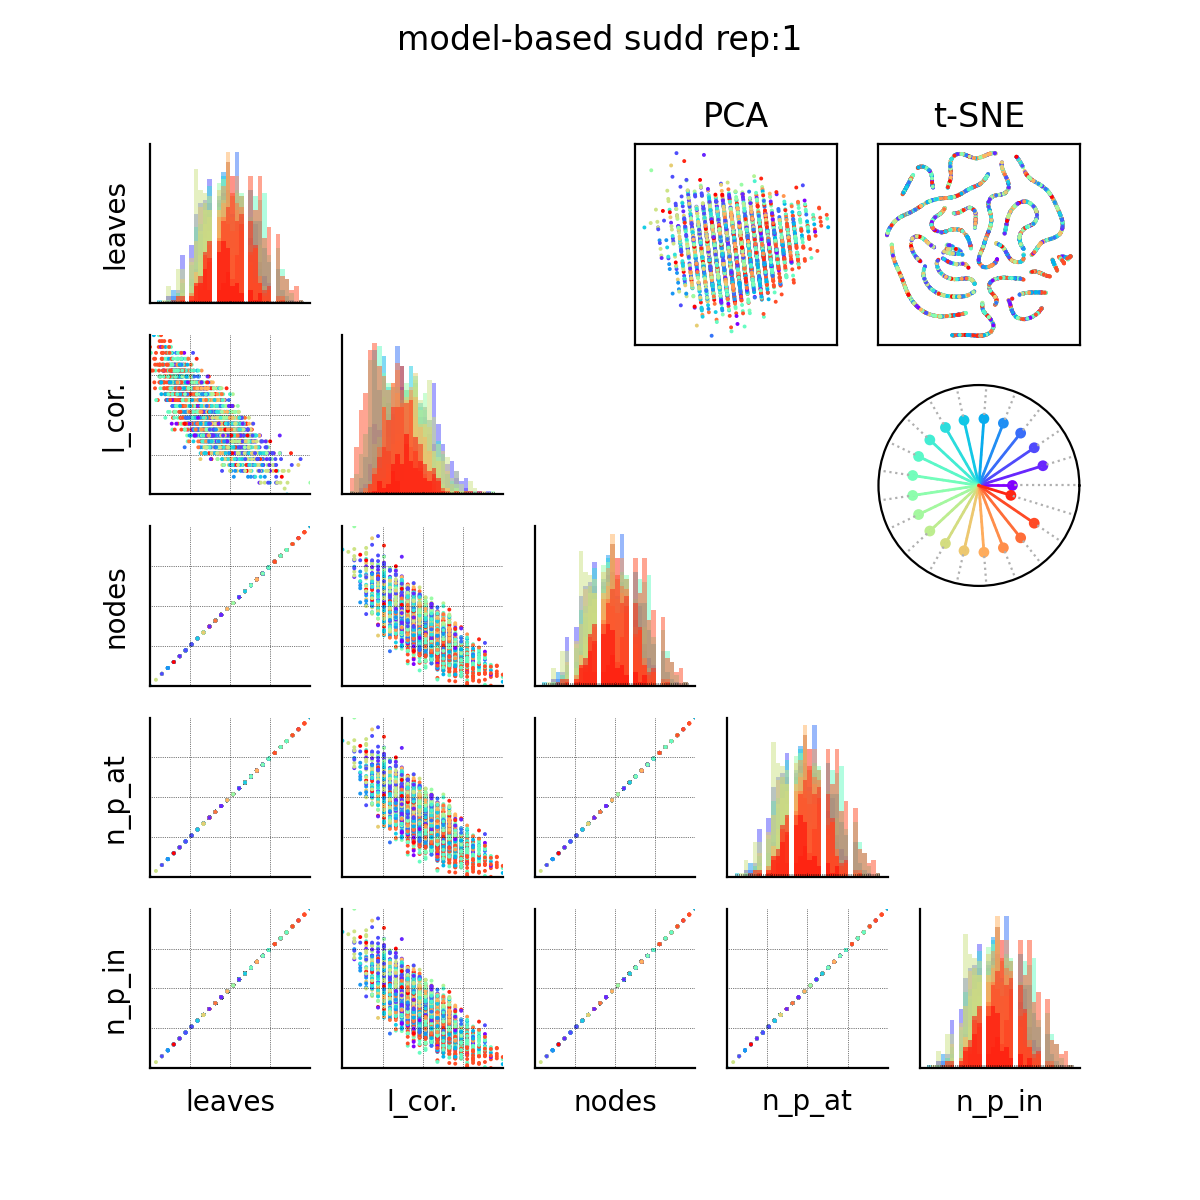 model-based sudd rep:1
PCA
t-SNE
leaves
l_cor.
nodes
n_p_at
n_p_in
leaves
l_cor.
nodes
n_p_at
n_p_in